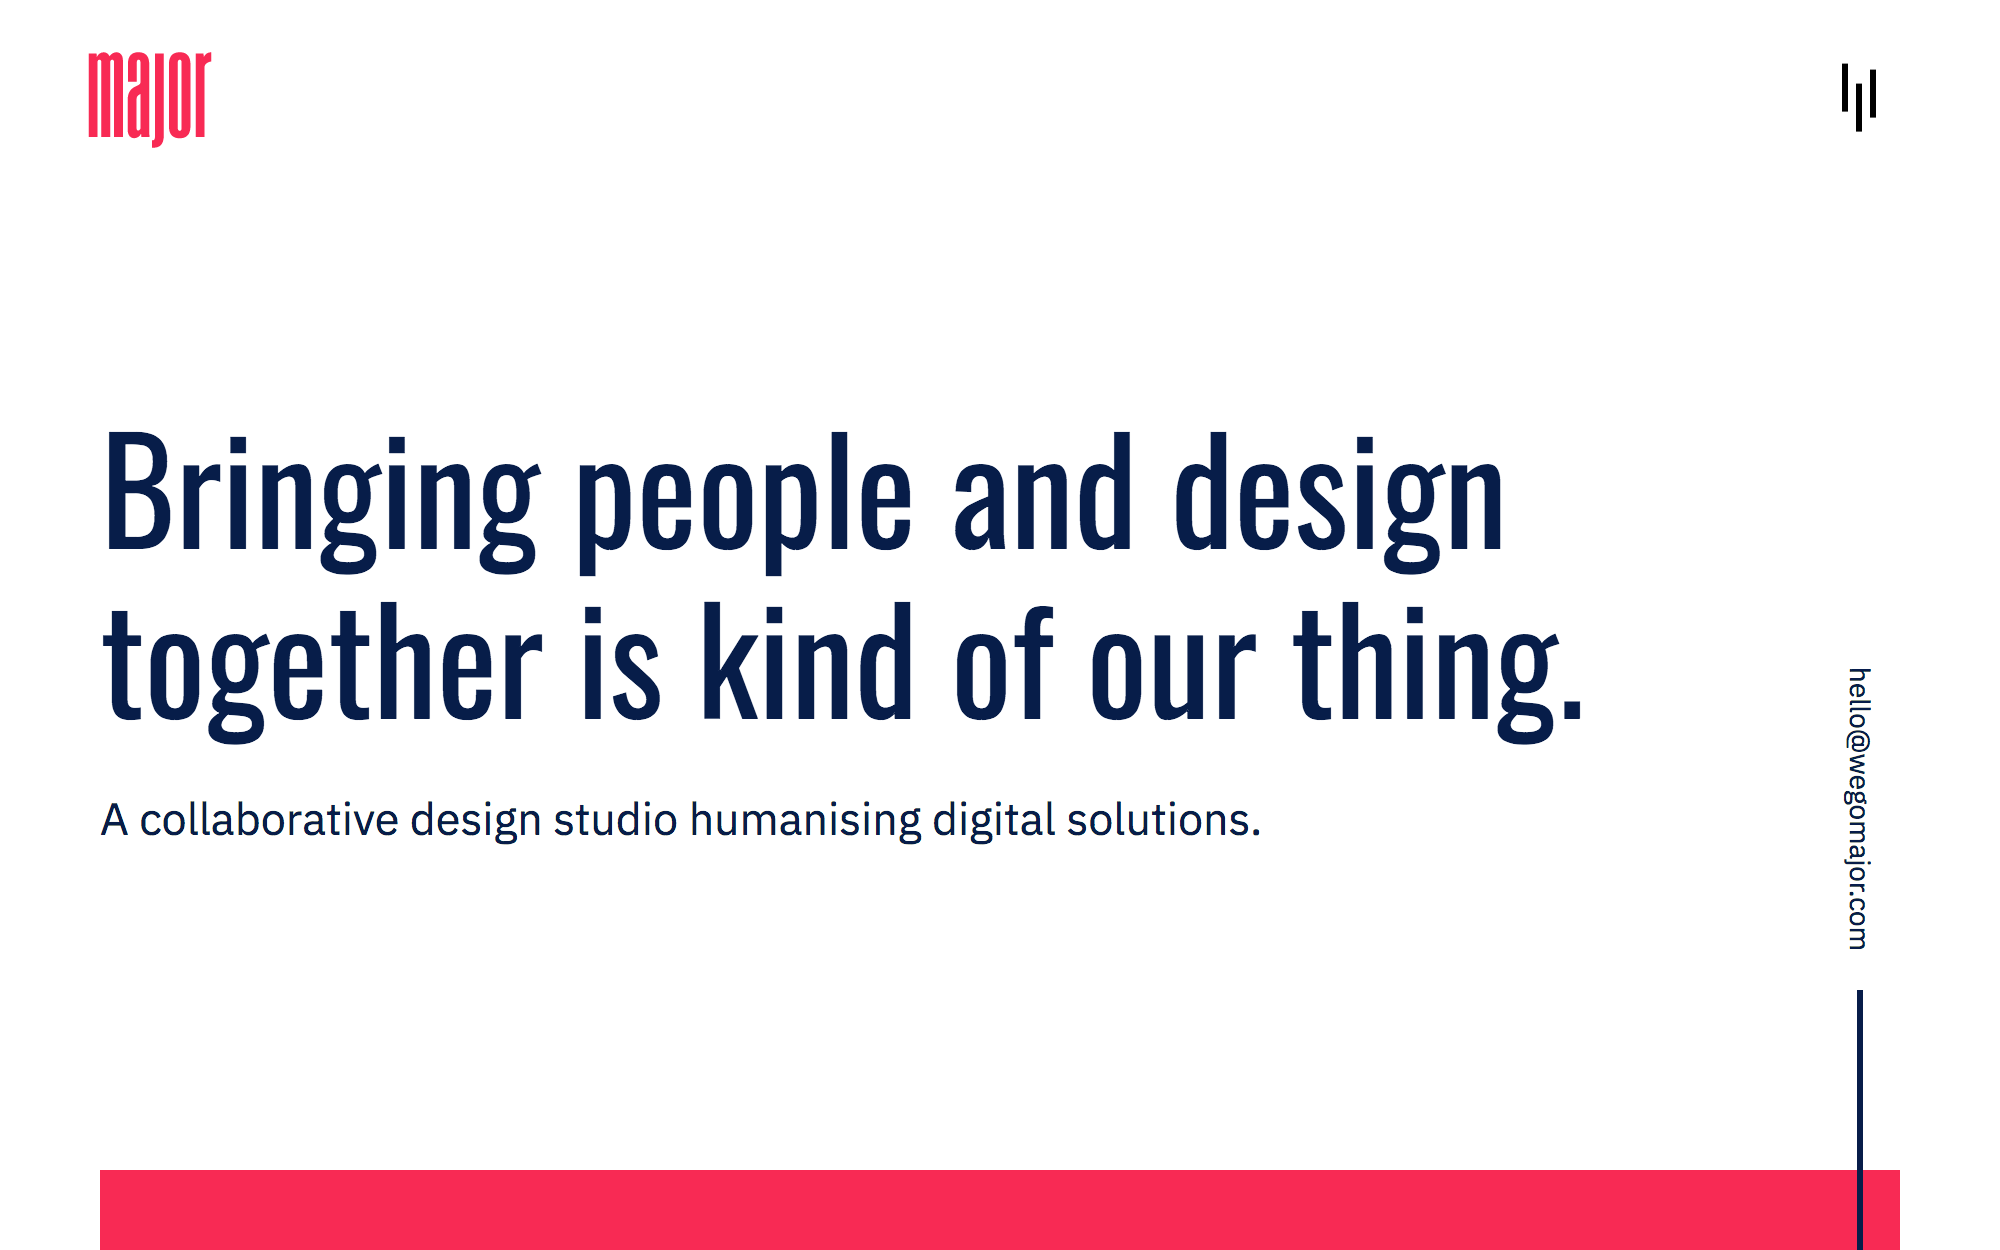 major
Bringing people and design
together is kind of our thing.
A collaborative design studio humanising digital solutions.
hello@wegomajor.com